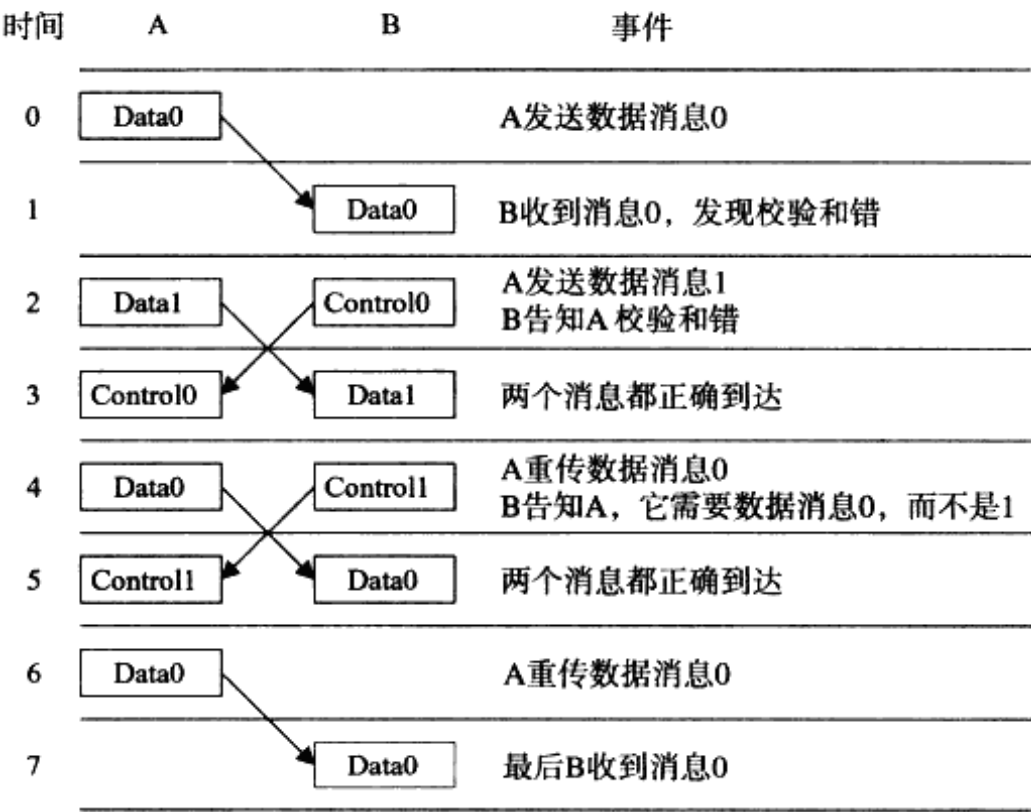 时间 A B 事件
0 Data0 A发送数据消息0
1 Data0 B收到消息0，发现校验和错
2 Data1 Control0 A发送数据消息1
B告知A 校验和错
3 Control0 Data1 两个消息都正确到达
4 Data0 Control1 A重传数据消息0
B告知A，它需要数据消息0，而不是1
5 Control1 Data0 两个消息都正确到达
6 Data0 A重传数据消息0
7 Data0 最后B收到消息0